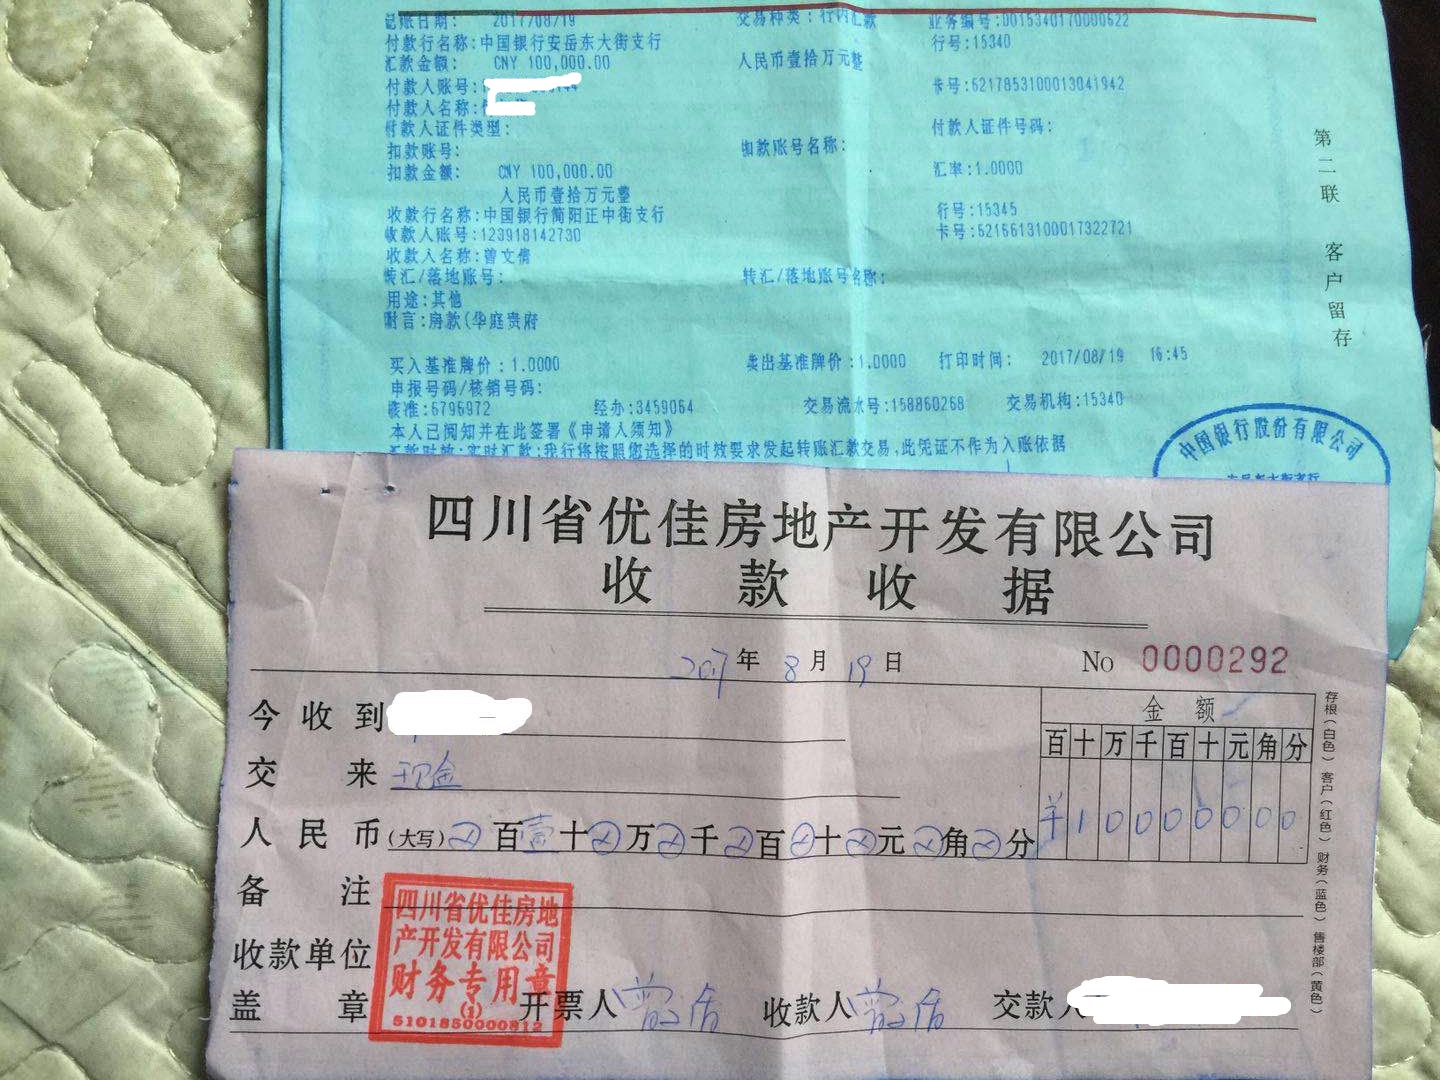 记账日期: 2017/08/19 交易种类:行内汇款 业务编号:D015340170000622
付款行名称:中国银行安岳东大街支行 行号:15340
汇款金额: CNY 100,000.00 人民币壹拾万元整
付款人账号: 卡号:6217853100013041942
付款人名称:
付款人证件类型: 付款人证件号码:
扣款账号: 扣款账号名称:
扣款金额: CNY 100,000.00 汇率:1.0000
人民币壹拾万元整
收款行名称:中国银行简阳正中街支行 行号:15345
收款人账号:123918142730 卡号:6216613100017322721
收款人名称:曾文倩
转汇/落地账号: 转汇/落地账号名称:
用途:其他
附言:房款(华庭贵府
买入基准牌价:1.0000 卖出基准牌价:1.0000 打印时间: 2017/08/19 16:45
申报号码/核销号码:
核准:6796972 经办:3459064 交易流水号:158860268 交易机构:15340
本人已阅知并在此签署《申请人须知》
汇款时效:实时汇款:我行将按照您选择的时效要求发起转账汇款交易,此凭证不作为入账依据
第二联 客户留存
中国银行股份有限公司
四川省优佳房地产开发有限公司
收款收据
2017年8月19日 No 0000292
今收到
交来 现金
金额
百十万千百十元角分
¥10000000
人民币(大写)⊗百壹十⊗万⊗千⊗百⊗十⊗元⊗角⊗分
备注
收款单位
盖章 开票人 收款人 交款人
四川省优佳房地
产开发有限公司
财务专用章
(1)
5101850000812
存根(白色) 客户(红色) 财务(蓝色) 售楼部(黄色)